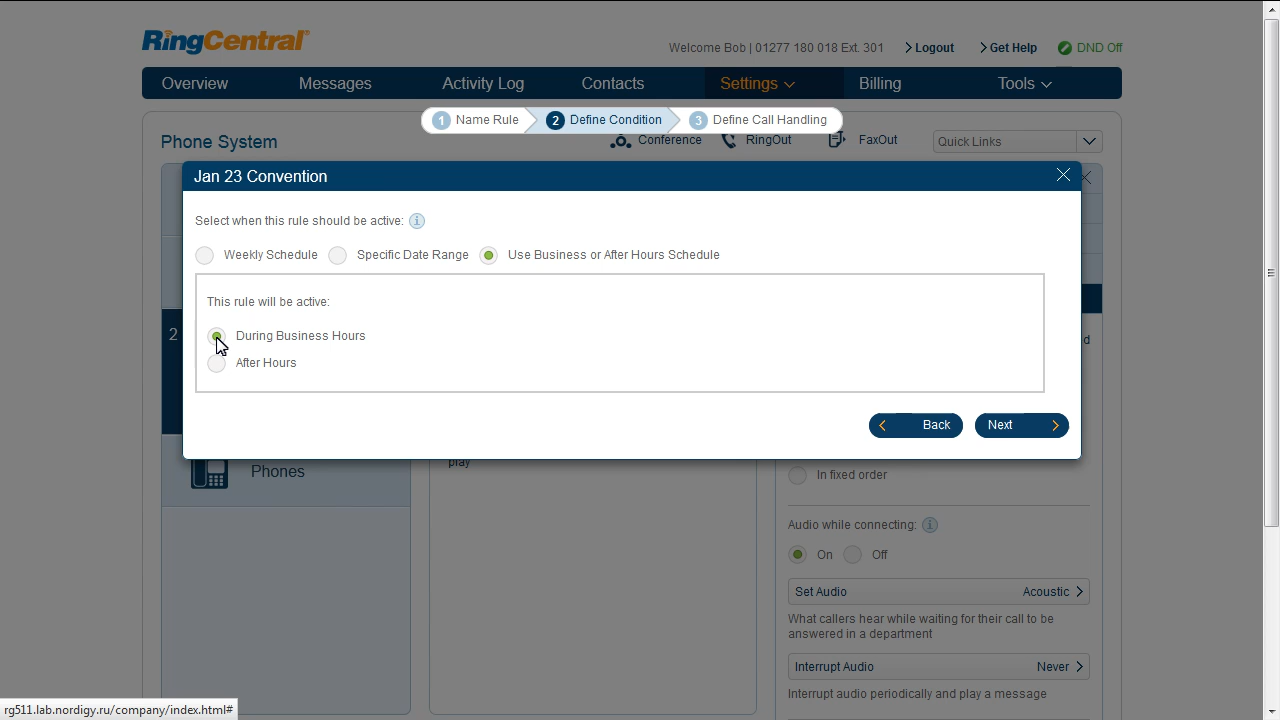 RingCentral
Welcome Bob | 01277 180 018 Ext. 301 Logout Get Help DND Off
Overview Messages Activity Log Contacts Settings Billing Tools
1 Name Rule 2 Define Condition 3 Define Call Handling
Phone System Conference RingOut FaxOut Quick Links
Jan 23 Convention
Select when this rule should be active:
Weekly Schedule Specific Date Range Use Business or After Hours Schedule
This rule will be active:
2 During Business Hours d
After Hours
Back Next
play
Phones In fixed order
Audio while connecting:
On Off
Set Audio Acoustic
What callers hear while waiting for their call to be
answered in a department
Interrupt Audio Never
Interrupt audio periodically and play a message
rg511.lab.nordigy.ru/company/index.html#